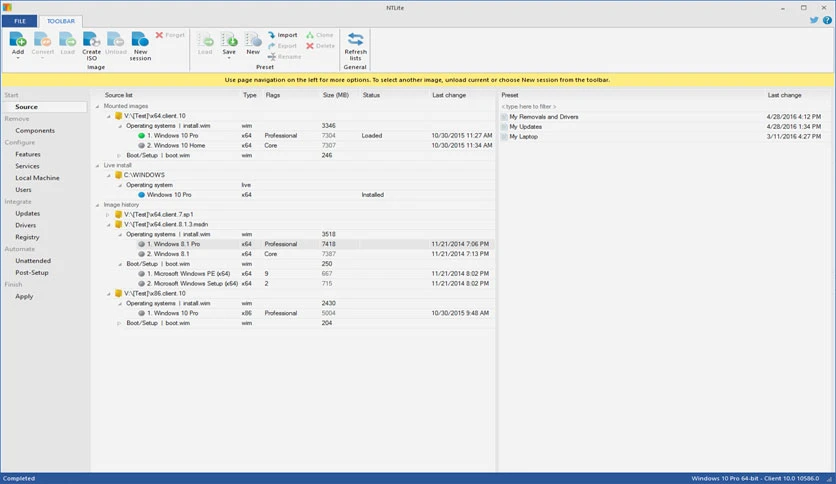 NTLite
FILE TOOLBAR
Add Convert Load Create ISO Unload New session Forget
Image
Load Save New Import Export Rename Clone Delete
Preset
Refresh lists
General
Use page navigation on the left for more options. To select another image, unload current or choose New session from the toolbar.
Start
Source
Remove
Components
Configure
Features
Services
Local Machine
Users
Integrate
Updates
Drivers
Registry
Automate
Unattended
Post-Setup
Finish
Apply
Source list Type Flags Size (MB) Status Last change
Mounted images
V:\[Test]\x64.client.10
Operating systems | install.wim wim 3346
1. Windows 10 Pro x64 Professional 7304 Loaded 10/30/2015 11:27 AM
2. Windows 10 Home x64 Core 7307 10/30/2015 11:34 AM
Boot/Setup | boot.wim wim 246
Live install
C:\WINDOWS
Operating system live
Windows 10 Pro x64 Installed
Image history
V:\[Test]\x64.client.7.sp1
V:\[Test]\x64.client.8.1.3.msdn
Operating systems | install.wim wim 3518
1. Windows 8.1 Pro x64 Professional 7418 11/21/2014 7:06 PM
2. Windows 8.1 x64 Core 7387 11/21/2014 7:13 PM
Boot/Setup | boot.wim wim 250
1. Microsoft Windows PE (x64) x64 9 667 11/21/2014 8:02 PM
2. Microsoft Windows Setup (x64) x64 2 715 11/21/2014 8:02 PM
V:\[Test]\x86.client.10
Operating systems | install.wim wim 2430
1. Windows 10 Pro x86 Professional 5004 10/30/2015 9:48 AM
Boot/Setup | boot.wim wim 204
Preset Last change
<type here to filter >
My Removals and Drivers 4/28/2016 4:12 PM
My Updates 4/28/2016 1:34 PM
My Laptop 3/11/2016 4:27 PM
Completed Windows 10 Pro 64-bit - Client 10.0 10586.0